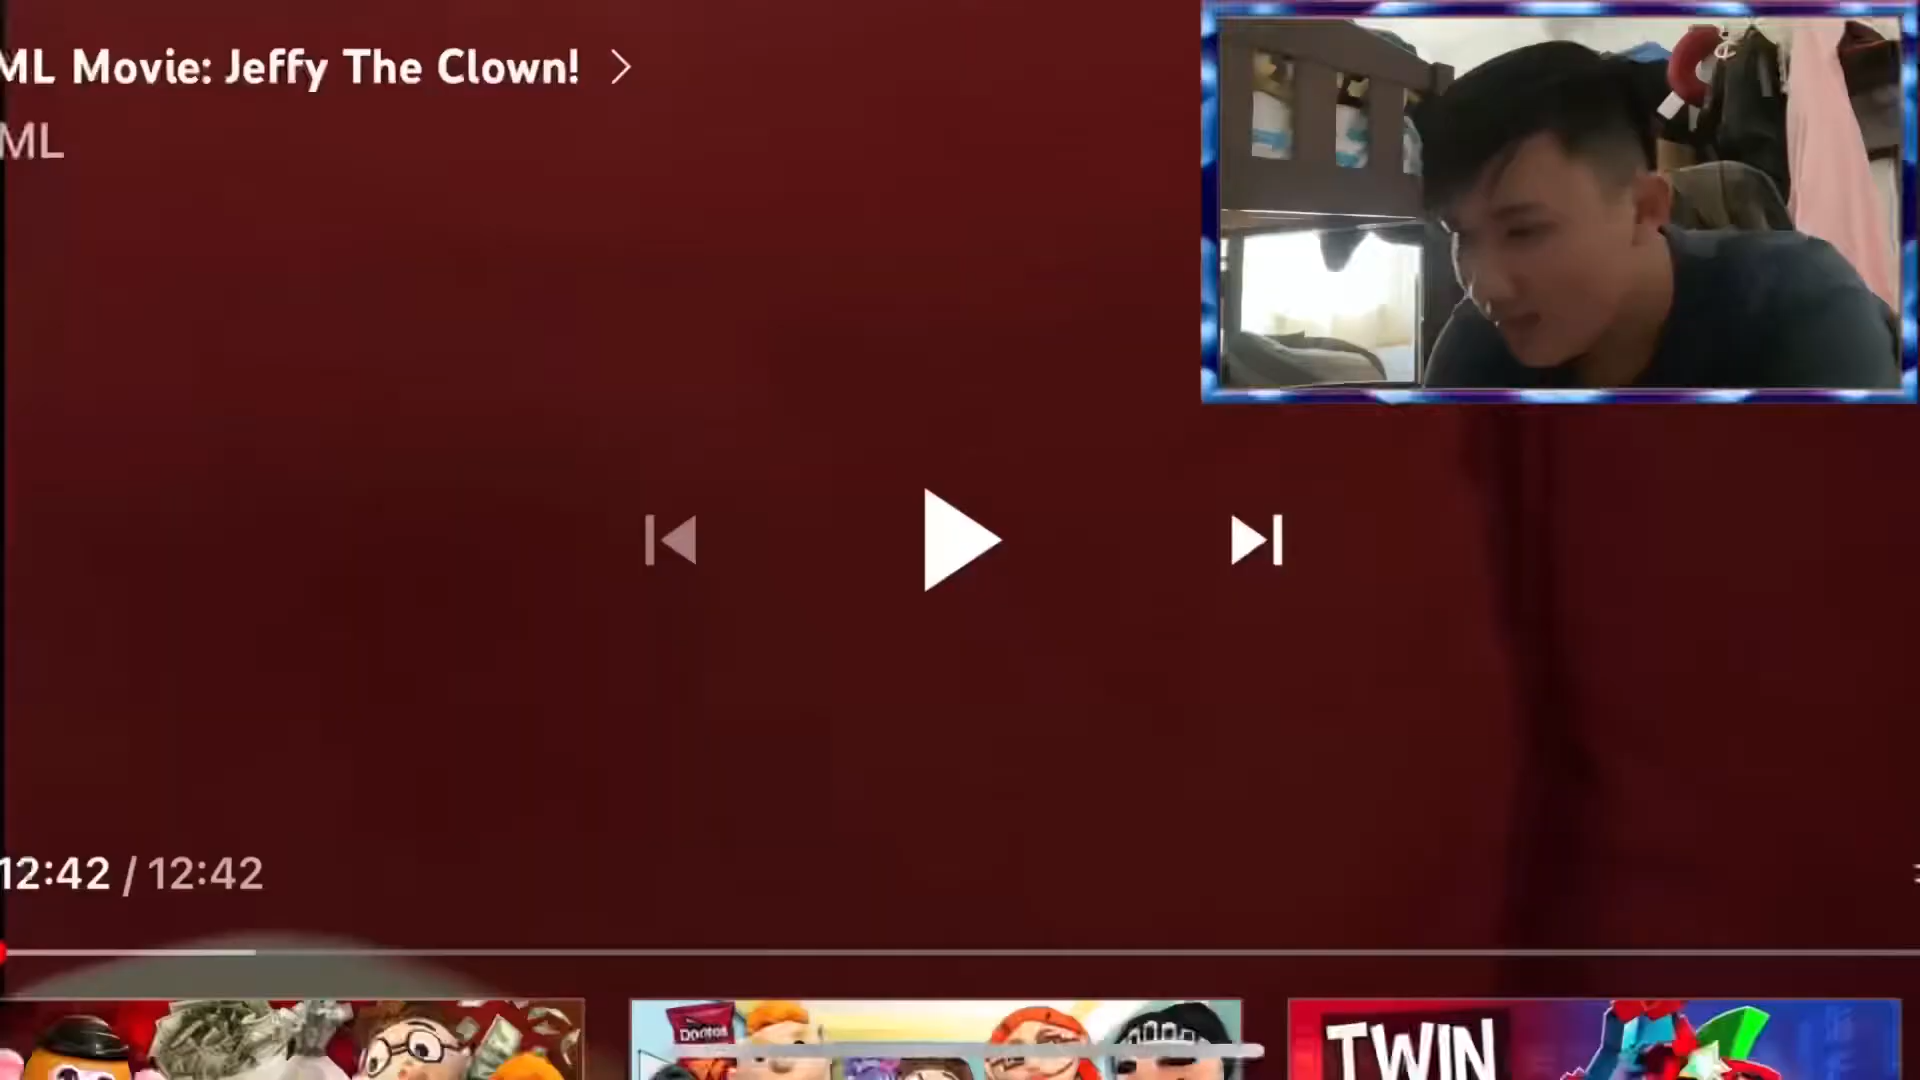 ML Movie: Jeffy The Clown!
ML
12:42 / 12:42
Doritos
TWIN